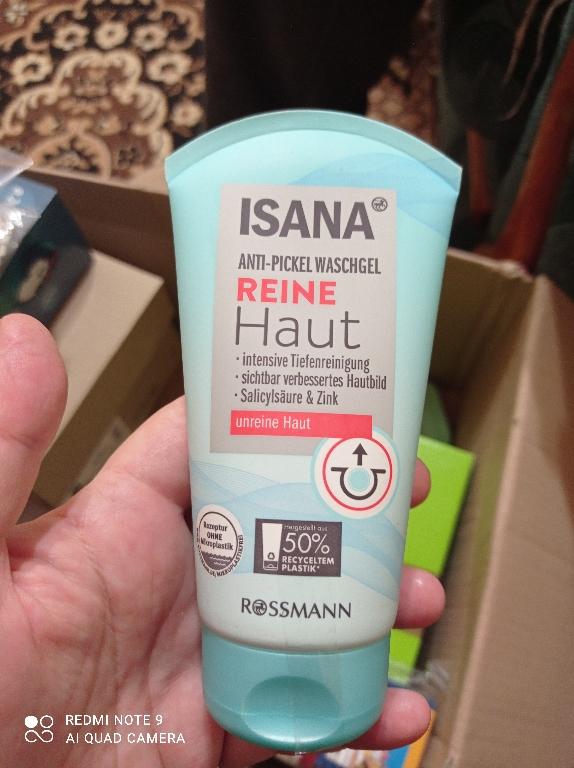 ISANA
ANTI-PICKEL WASCHGEL
REINE
Haut
· intensive Tiefenreinigung
· sichtbar verbessertes Hautbild
· Salicylsäure & Zink
unreine Haut
Rezeptur
OHNE
Mikroplastik
Hergestellt aus
50%
RECYCELTEM
PLASTIK*
ROSSMANN
REDMI NOTE 9
AI QUAD CAMERA